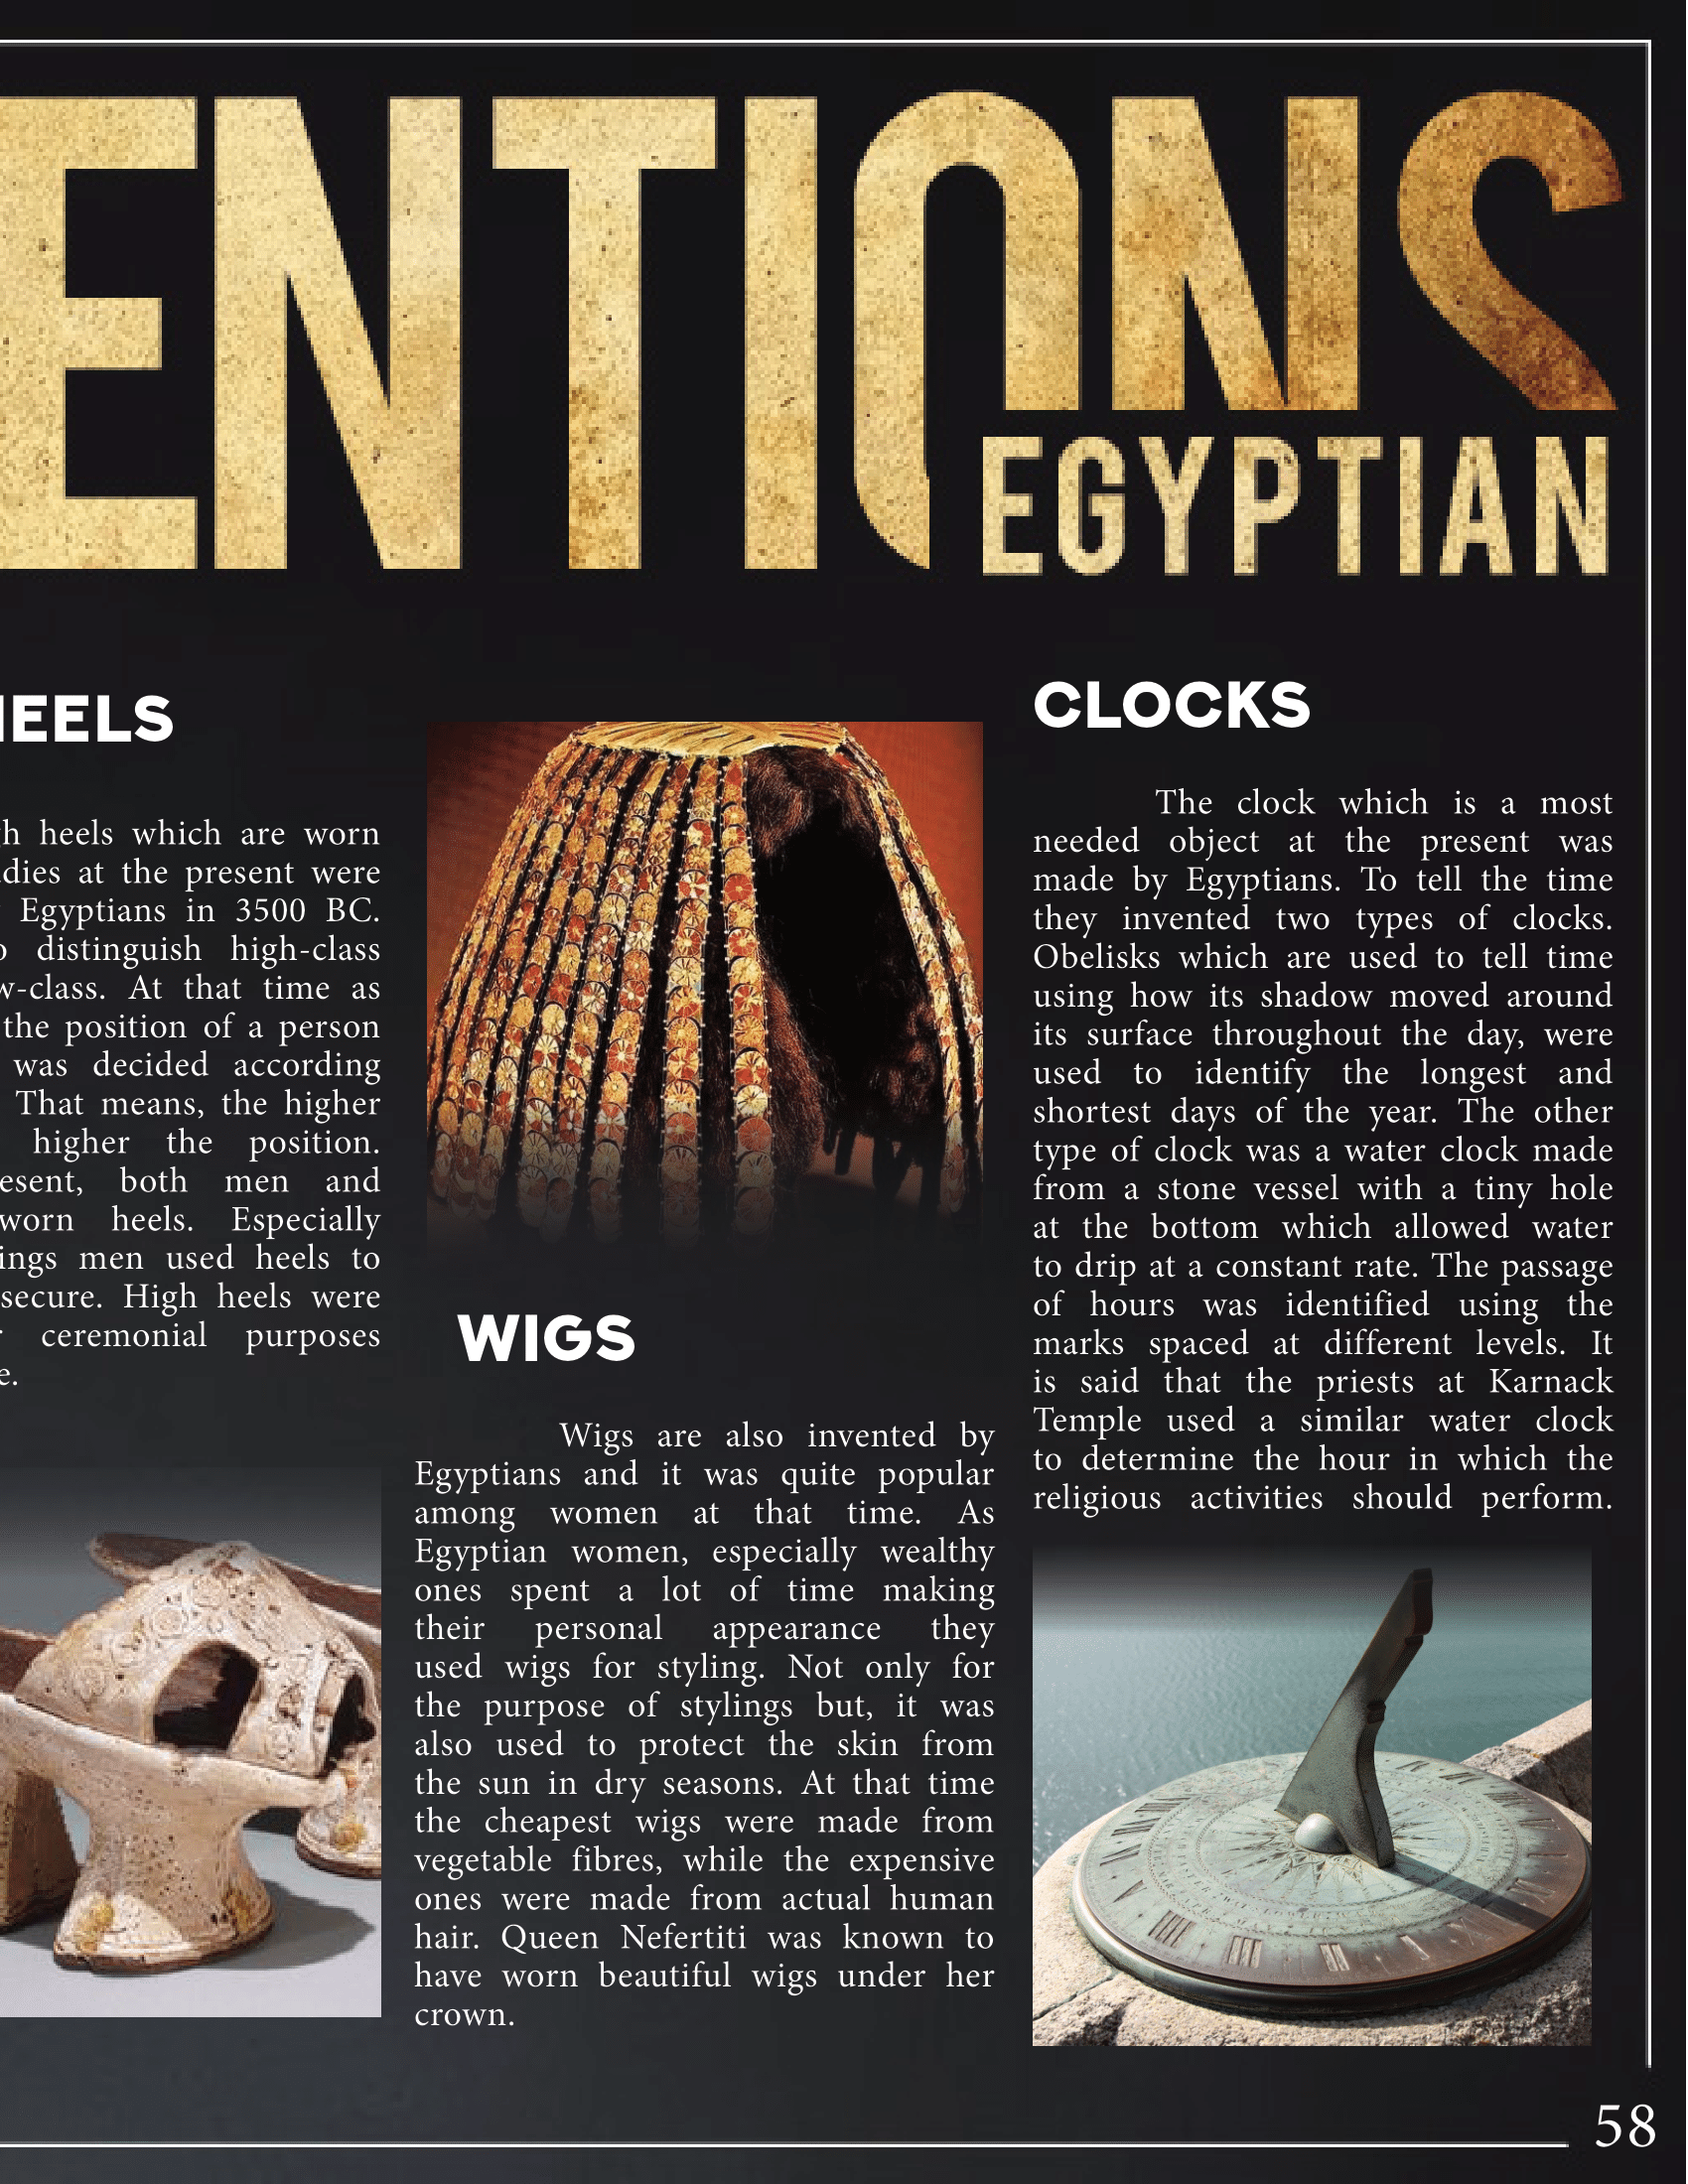 ENTIONS
EGYPTIAN
HEELS
heels which are worn
at the present were
Egyptians in 3500 BC.
distinguish high-class
-class. At that time as
the position of a person
was decided according
That means, the higher
higher the position.
both men and
worn heels. Especially
men used heels to
secure. High heels were
ceremonial purposes
WIGS
Wigs are also invented by
Egyptians and it was quite popular
among women at that time. As
Egyptian women, especially wealthy
ones spent a lot of time making
their personal appearance they
used wigs for styling. Not only for
the purpose of stylings but, it was
also used to protect the skin from
the sun in dry seasons. At that time
the cheapest wigs were made from
vegetable fibres, while the expensive
ones were made from actual human
hair. Queen Nefertiti was known to
have worn beautiful wigs under her
crown.
CLOCKS
The clock which is a most
needed object at the present was
made by Egyptians. To tell the time
they invented two types of clocks.
Obelisks which are used to tell time
using how its shadow moved around
its surface throughout the day, were
used to identify the longest and
shortest days of the year. The other
type of clock was a water clock made
from a stone vessel with a tiny hole
at the bottom which allowed water
to drip at a constant rate. The passage
of hours was identified using the
marks spaced at different levels. It
is said that the priests at Karnack
Temple used a similar water clock
to determine the hour in which the
religious activities should perform.
58